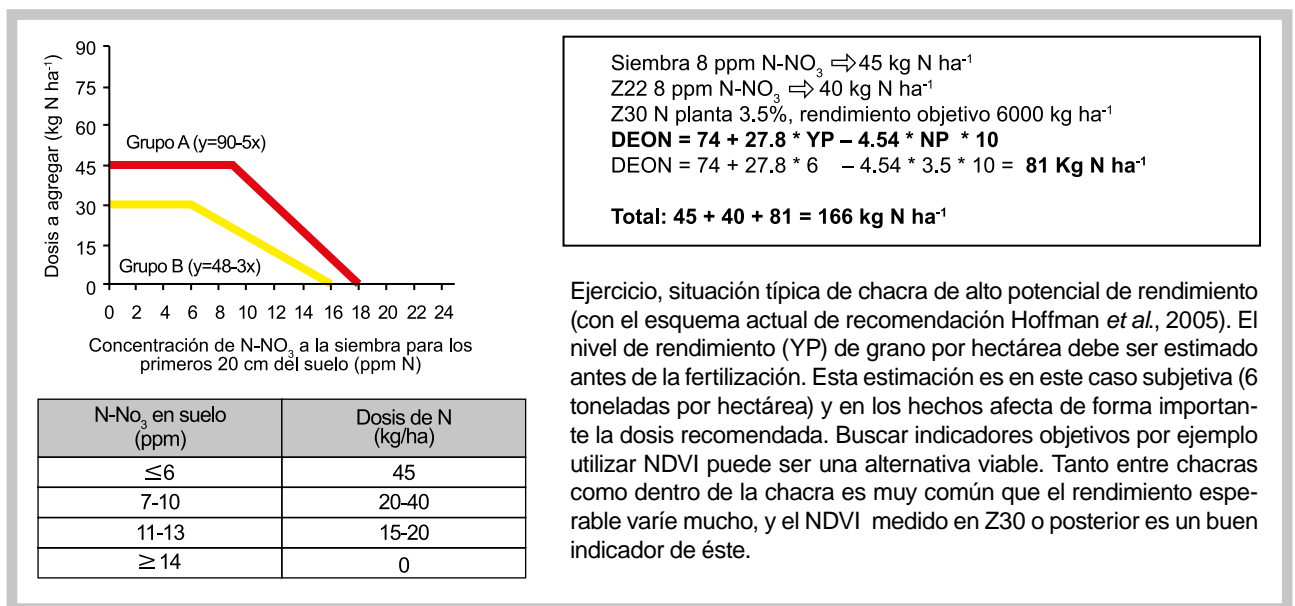 90
75
60
45
30
15
0
Dosis a agregar (kg N ha⁻¹)
Grupo A (y=90-5x)
Grupo B (y=48-3x)
0 2 4 6 8 10 12 14 16 18 20 22 24
Concentración de N-NO₃ a la siembra para los
primeros 20 cm del suelo (ppm N)
N-No₃ en suelo (ppm) Dosis de N (kg/ha)
≤6 45
7-10 20-40
11-13 15-20
≥ 14 0
Siembra 8 ppm N-NO₃ ⇨45 kg N ha⁻¹
Z22 8 ppm N-NO₃ ⇨ 40 kg N ha⁻¹
Z30 N planta 3.5%, rendimiento objetivo 6000 kg ha⁻¹
DEON = 74 + 27.8 * YP – 4.54 * NP * 10
DEON = 74 + 27.8 * 6 – 4.54 * 3.5 * 10 = 81 Kg N ha⁻¹
Total: 45 + 40 + 81 = 166 kg N ha⁻¹
Ejercicio, situación típica de chacra de alto potencial de rendimiento
(con el esquema actual de recomendación Hoffman et al., 2005). El
nivel de rendimiento (YP) de grano por hectárea debe ser estimado
antes de la fertilización. Esta estimación es en este caso subjetiva (6
toneladas por hectárea) y en los hechos afecta de forma importan-
te la dosis recomendada. Buscar indicadores objetivos por ejemplo
utilizar NDVI puede ser una alternativa viable. Tanto entre chacras
como dentro de la chacra es muy común que el rendimiento espe-
rable varíe mucho, y el NDVI medido en Z30 o posterior es un buen
indicador de éste.